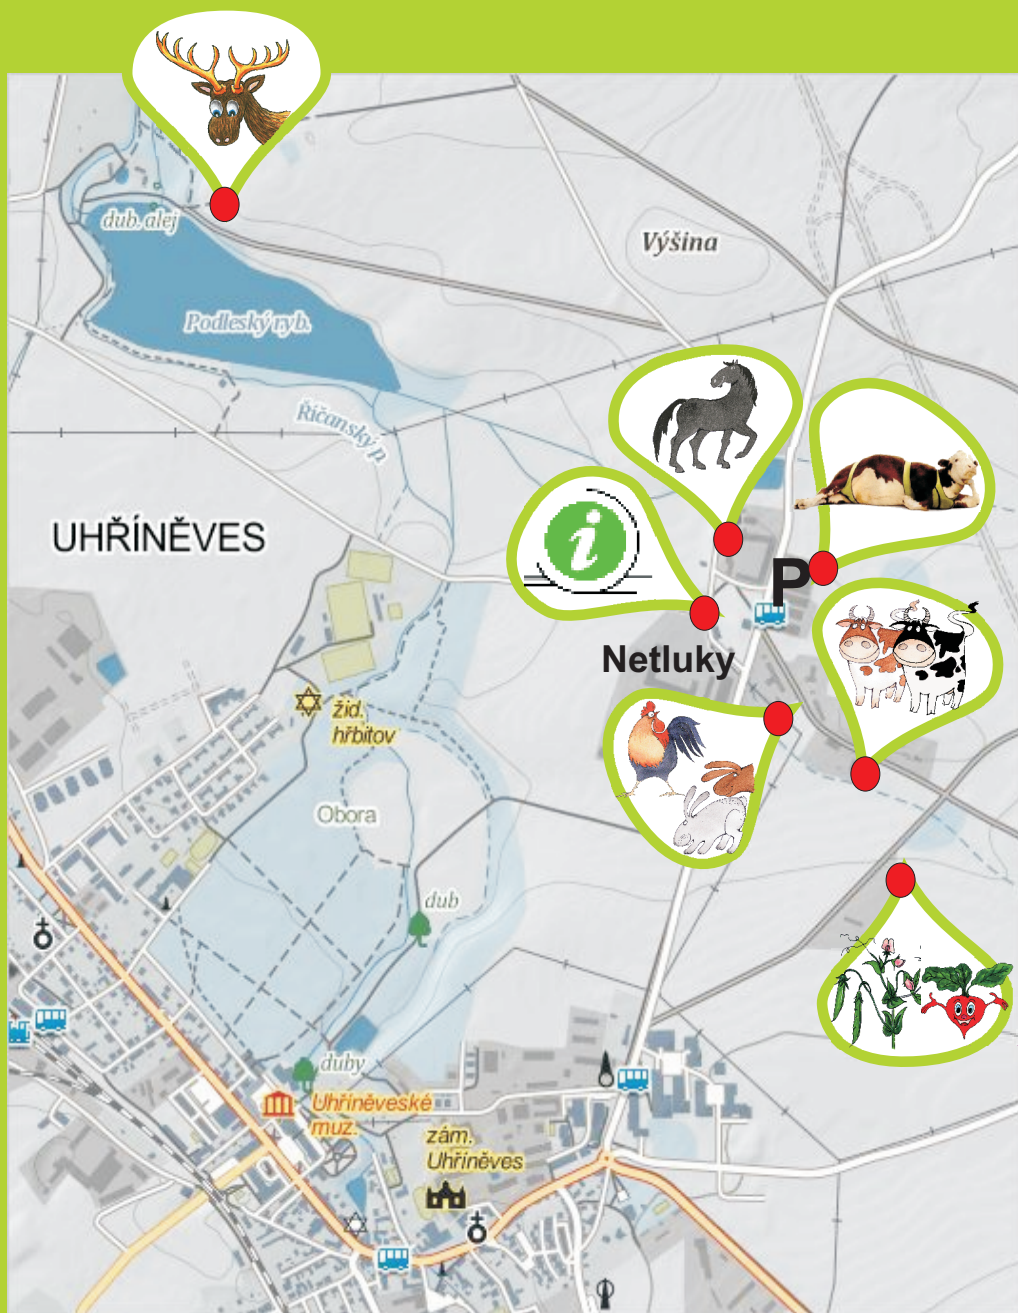 dub. alej
Výšina
Podleský ryb.
Říčanský p.
UHŘÍNĚVES
i
P
Netluky
žid.
hřbitov
Obora
dub
duby
Uhříněveské
muz.
zám.
Uhříněves